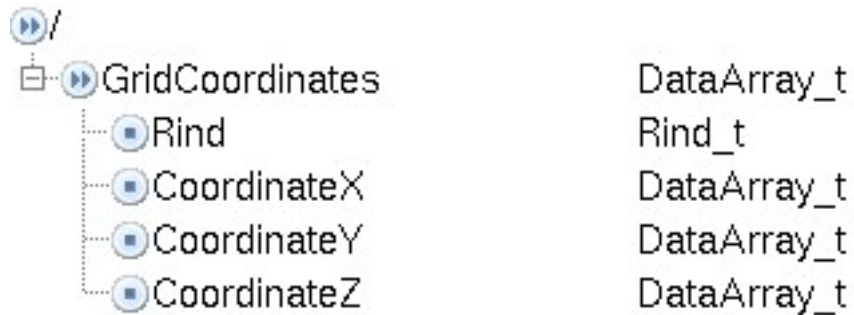 /
GridCoordinates DataArray_t
Rind Rind_t
CoordinateX DataArray_t
CoordinateY DataArray_t
CoordinateZ DataArray_t